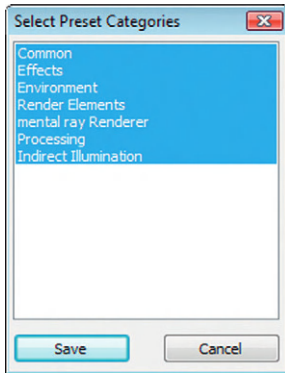 Select Preset Categories
Common
Effects
Environment
Render Elements
mental ray Renderer
Processing
Indirect Illumination
Save
Cancel